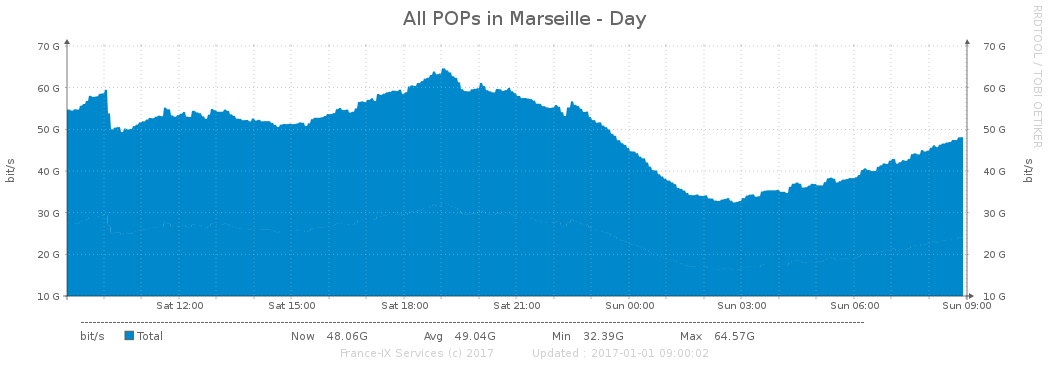 All POPs in Marseille - Day
RRDTOOL / TOBI OETIKER
70 G 70 G
60 G 60 G
50 G 50 G
40 G 40 G
30 G 30 G
20 G 20 G
10 G 10 G
bit/s bit/s
Sat 12:00 Sat 15:00 Sat 18:00 Sat 21:00 Sun 00:00 Sun 03:00 Sun 06:00 Sun 09:00
bit/s Total Now 48.06G Avg 49.04G Min 32.39G Max 64.57G
France-IX Services (c) 2017 Updated : 2017-01-01 09:00:02